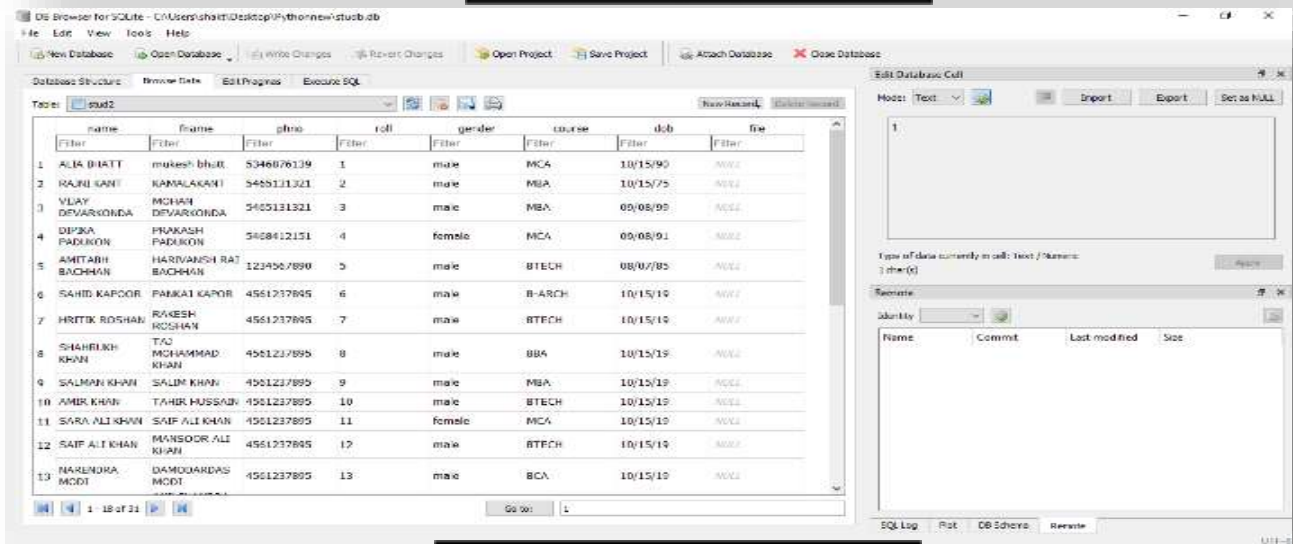 DB Browser for SQLite - C:\Users\shakti\Desktop\Pythonnew\studb.db
File Edit View Tools Help
New Database Open Database Write Changes Revert Changes Open Project Save Project Attach Database Close Database
Database Structure Browse Data Edit Pragmas Execute SQL
Table: stud2 New Record Delete Record
name fname phno roll gender course dob file
Filter Filter Filter Filter Filter Filter Filter Filter
1 ALIA BHATT mukesh bhatt 5346876139 1 male MCA 10/15/90 NULL
2 RAJNI KANT KAMALAKANT 5465131321 2 male MBA 10/15/75 NULL
3 VIJAY DEVARKONDA MOHAN DEVARKONDA 5465131321 3 male MBA 09/08/99 NULL
4 DIPIKA PADUKON PRAKASH PADUKON 5468412151 4 female MCA 09/08/91 NULL
5 AMITABH BACHHAN HARIVANSH RAI BACHHAN 1234567890 5 male BTECH 08/07/85 NULL
6 SAHID KAPOOR PANKAJ KAPOR 4561237895 6 male B-ARCH 10/15/19 NULL
7 HRITIK ROSHAN RAKESH ROSHAN 4561237895 7 male BTECH 10/15/19 NULL
8 SHAHRUKH KHAN TAJ MOHAMMAD KHAN 4561237895 8 male BBA 10/15/19 NULL
9 SALMAN KHAN SALIM KHAN 4561237895 9 male MBA 10/15/19 NULL
10 AMIR KHAN TAHIR HUSSAIN 4561237895 10 male BTECH 10/15/19 NULL
11 SARA ALI KHAN SAIF ALI KHAN 4561237895 11 female MCA 10/15/19 NULL
12 SAIF ALI KHAN MANSOOR ALI KHAN 4561237895 12 male BTECH 10/15/19 NULL
13 NARENDRA MODI DAMODARDAS MODI 4561237895 13 male BCA 10/15/19 NULL
1 - 18 of 31 Go to: 1
Edit Database Cell
Mode: Text Import Export Set as NULL
1
Type of data currently in cell: Text / Numeric
1 char(s) Apply
Remote
Identity
Name Commit Last modified Size
SQL Log Plot DB Schema Remote
UTF-8